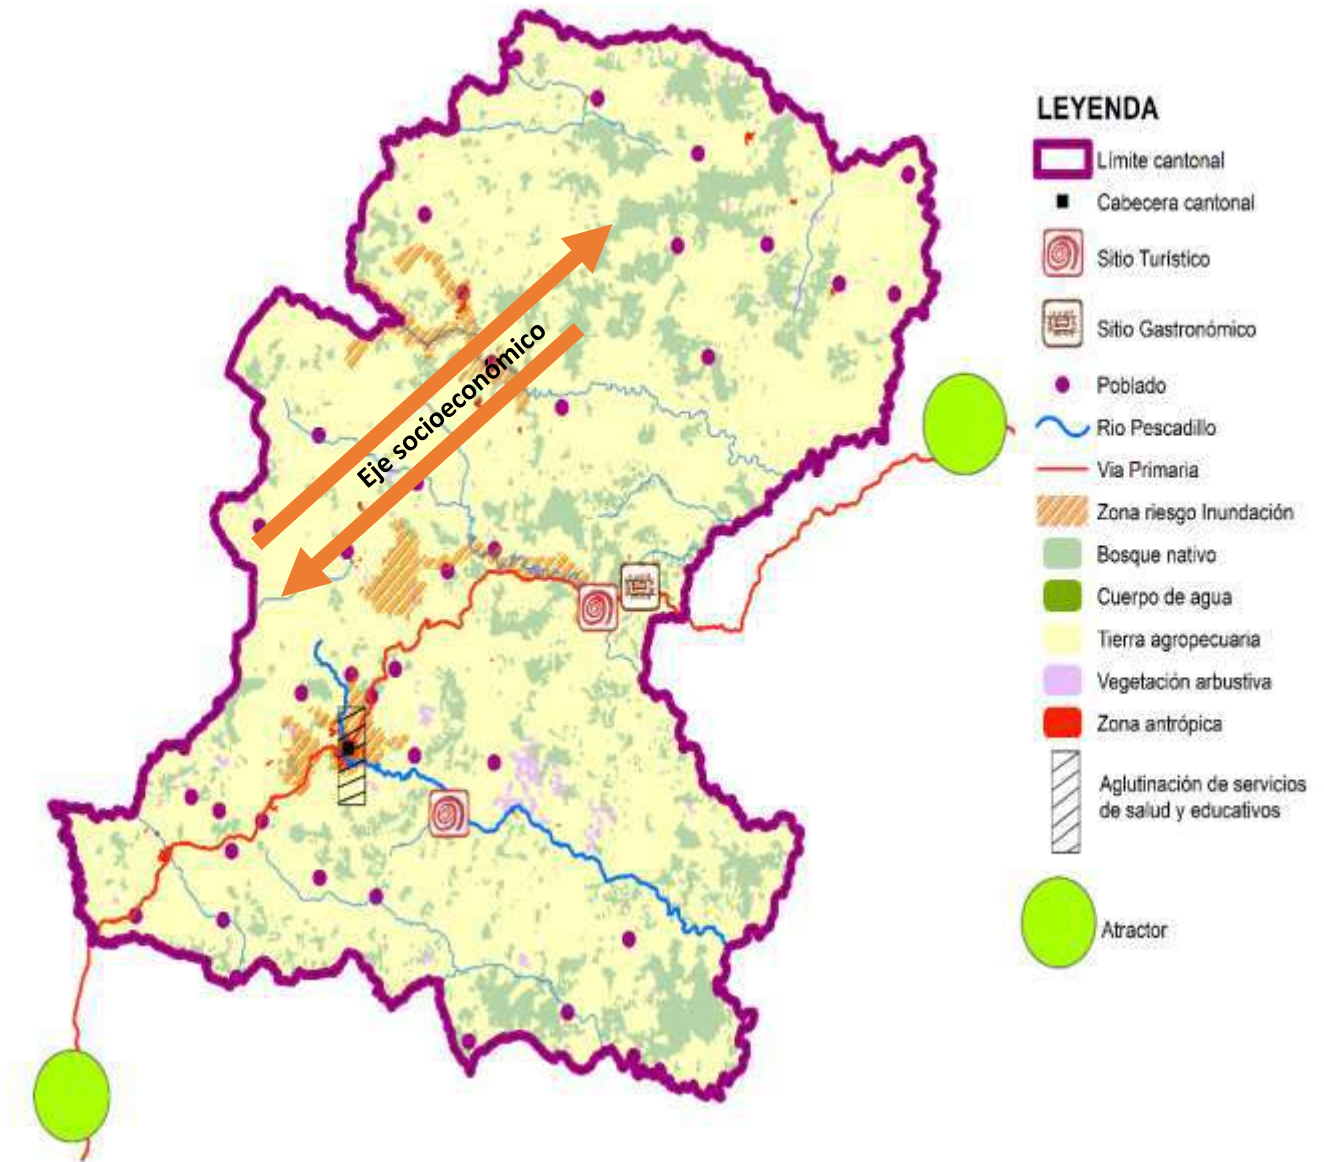 LEYENDA
Límite cantonal
Cabecera cantonal
Sitio Turístico
Sitio Gastronómico
Poblado
Rio Pescadillo
Via Primaria
Zona riesgo Inundación
Bosque nativo
Cuerpo de agua
Tierra agropecuaria
Vegetación arbustiva
Zona antrópica
Aglutinación de servicios
de salud y educativos
Atractor
Eje socioeconómico